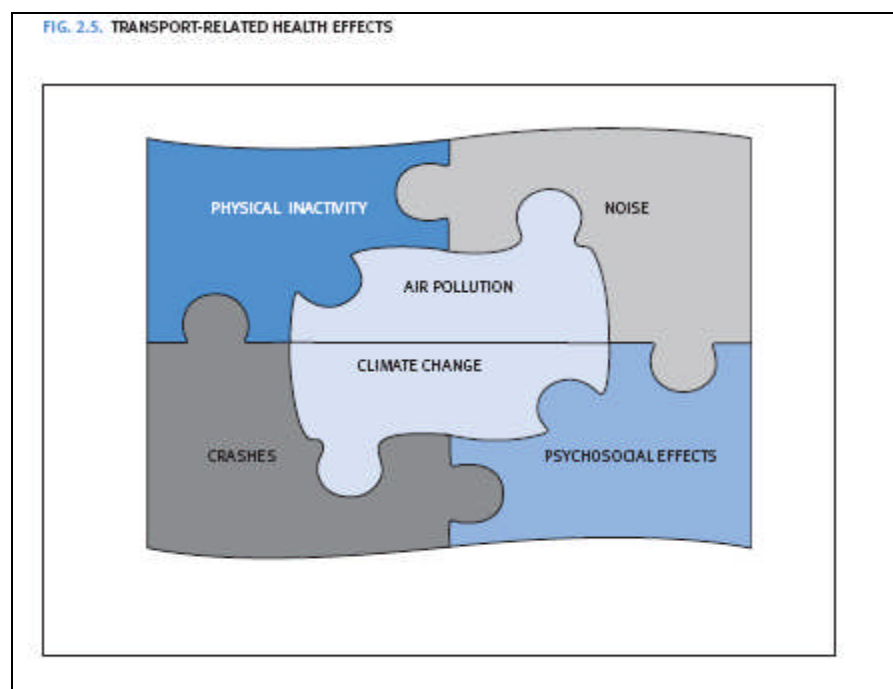 FIG. 2.5. TRANSPORT-RELATED HEALTH EFFECTS
PHYSICAL INACTIVITY
NOISE
AIR POLLUTION
CLIMATE CHANGE
CRASHES
PSYCHOSOCIAL EFFECTS